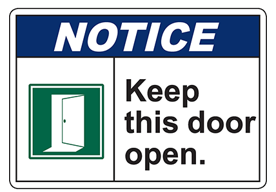 NOTICE
Keep
this door
open.